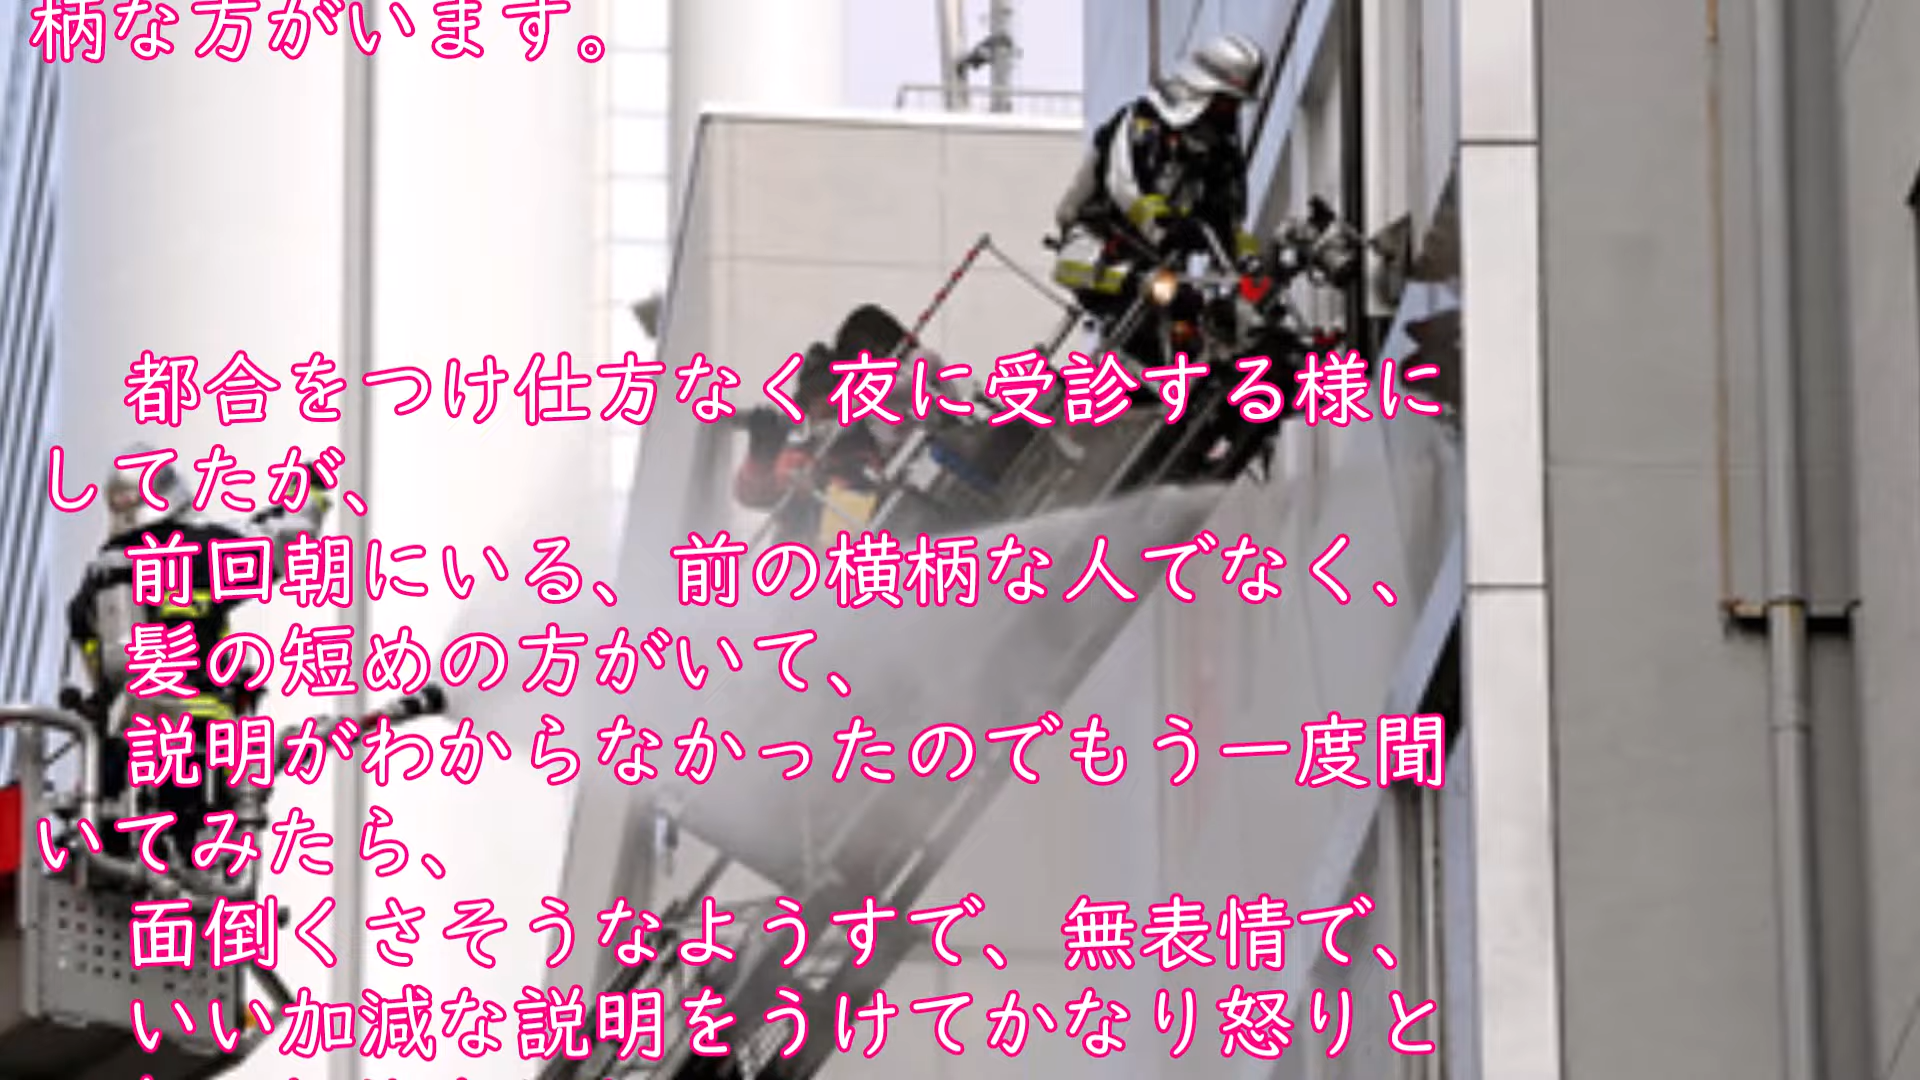 柄な方がいます。
都合をつけ仕方なく夜に受診する様に
してたが、
前回朝にいる、前の横柄な人でなく、
髪の短めの方がいて、
説明がわからなかったのでもう一度聞
いてみたら、
面倒くさそうなようすで、無表情で、
いい加減な説明をうけてかなり怒りと